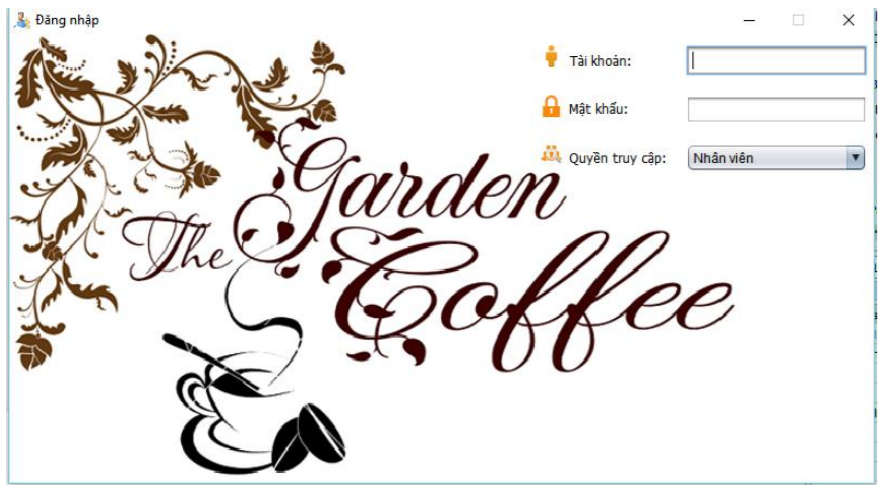 Đăng nhập
Tài khoản:
Mật khẩu:
Quyền truy cập: Nhân viên
The Garden
Coffee